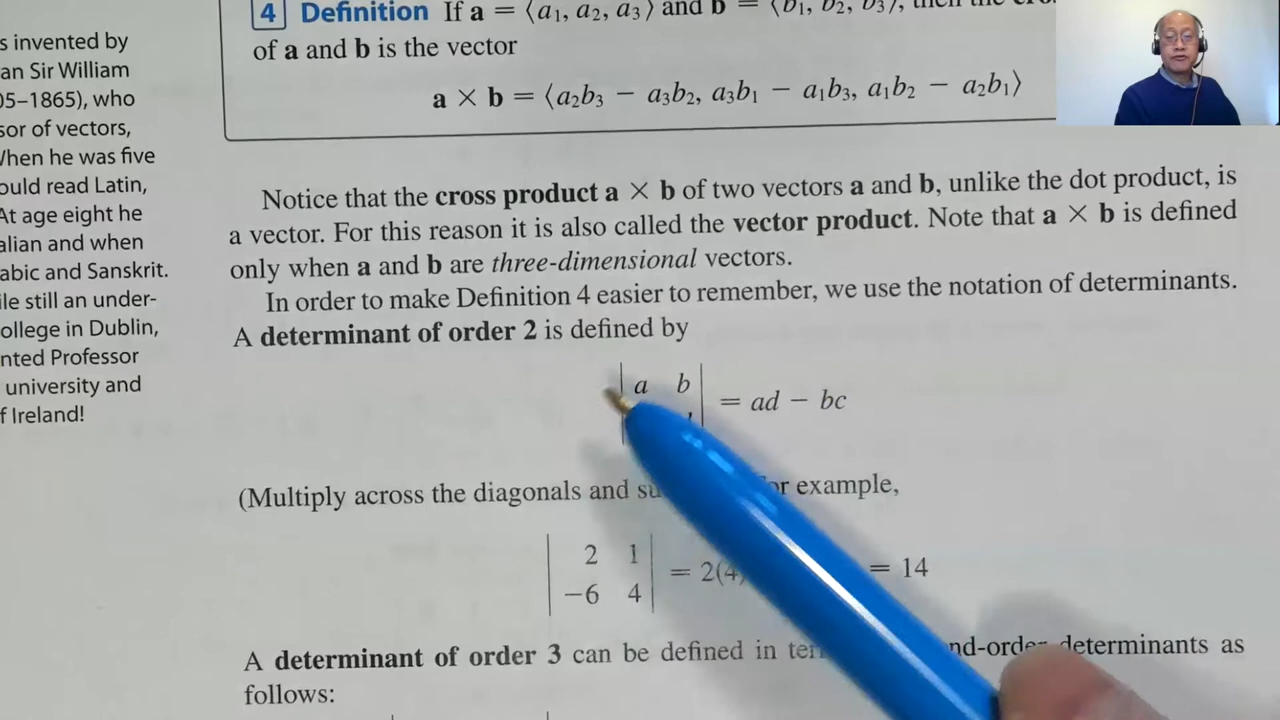 s invented by
an Sir William
05–1865), who
sor of vectors,
When he was five
ould read Latin,
At age eight he
alian and when
abic and Sanskrit.
ile still an under-
ollege in Dublin,
nted Professor
university and
f Ireland!
4 Definition If a = ⟨a₁, a₂, a₃⟩ and b = ⟨b₁, b₂, b₃⟩, then the
of a and b is the vector
a × b = ⟨a₂b₃ − a₃b₂, a₃b₁ − a₁b₃, a₁b₂ − a₂b₁⟩
Notice that the cross product a × b of two vectors a and b, unlike the dot product, is
a vector. For this reason it is also called the vector product. Note that a × b is defined
only when a and b are three-dimensional vectors.
In order to make Definition 4 easier to remember, we use the notation of determinants.
A determinant of order 2 is defined by
a b
= ad − bc
(Multiply across the diagonals and su or example,
2 1
−6 4 = 2(4) = 14
A determinant of order 3 can be defined in ter nd-order determinants as
follows: